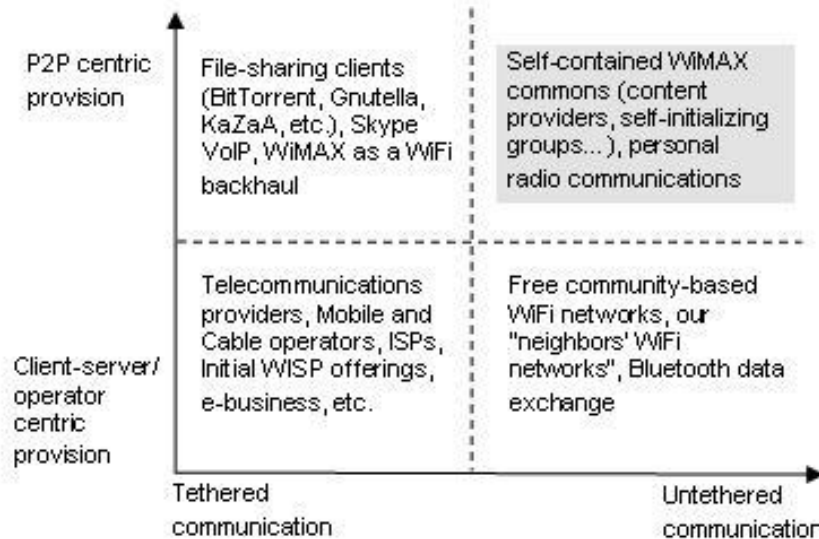 P2P centric
provision
File-sharing clients
(BitTorrent, Gnutella,
KaZaA, etc.), Skype
VoIP, WiMAX as a WiFi
backhaul
Self-contained WiMAX
commons (content
providers, self-initializing
groups...), personal
radio communications
Client-server/
operator
centric
provision
Telecommunications
providers, Mobile and
Cable operators, ISPs,
Initial WISP offerings,
e-business, etc.
Free community-based
WiFi networks, our
"neighbors' WiFi
networks", Bluetooth data
exchange
Tethered
communication
Untethered
communication